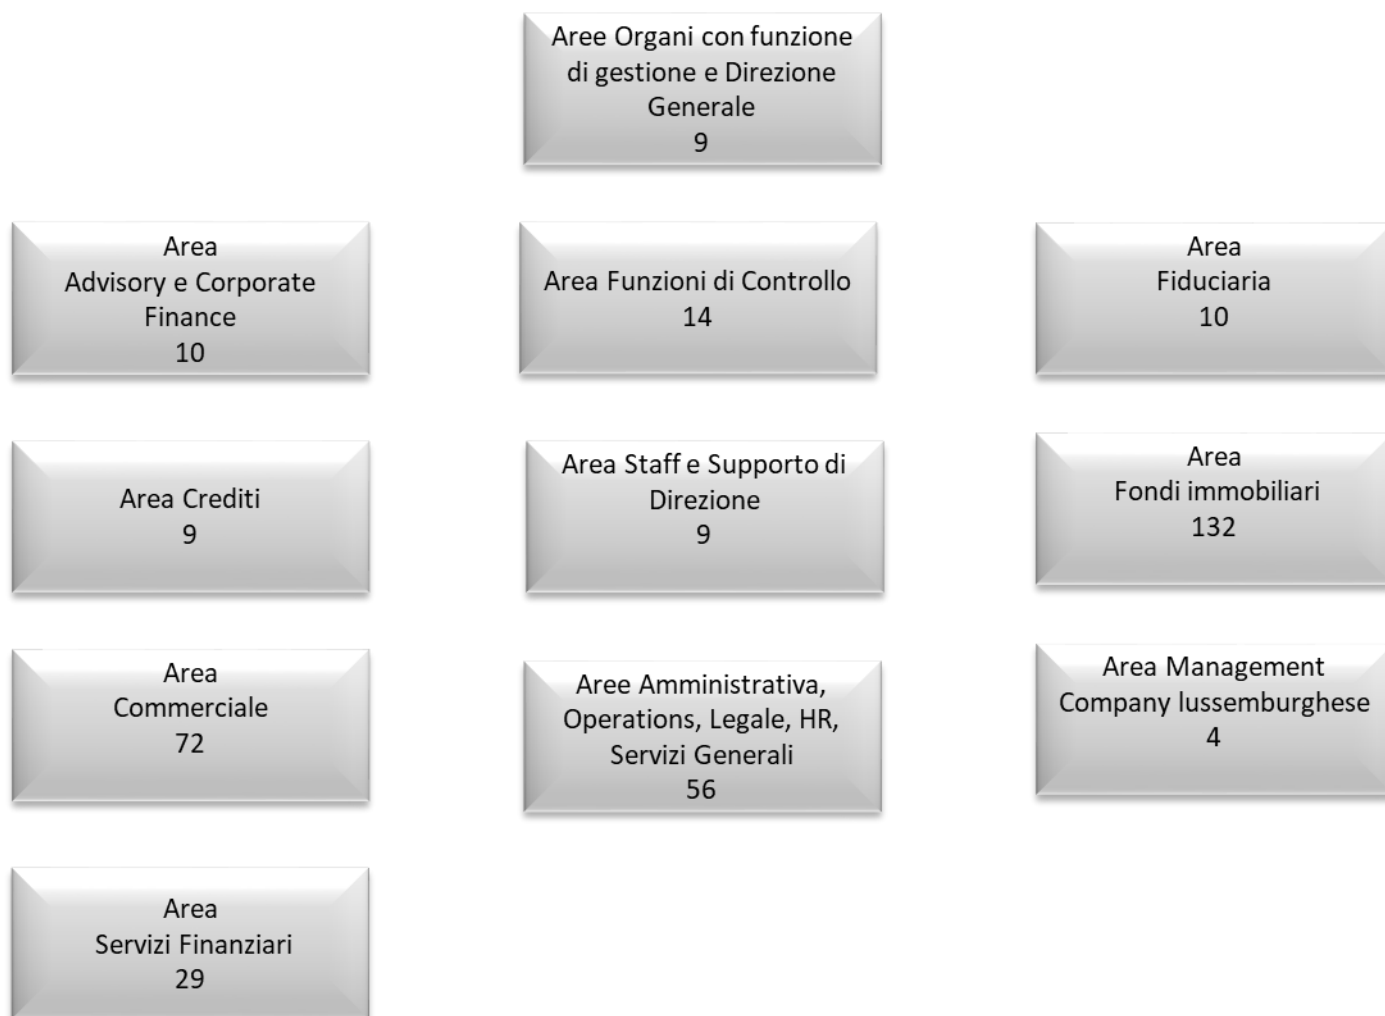 Aree Organi con funzione
di gestione e Direzione
Generale
9
Area
Advisory e Corporate
Finance
10
Area Funzioni di Controllo
14
Area
Fiduciaria
10
Area Crediti
9
Area Staff e Supporto di
Direzione
9
Area
Fondi immobiliari
132
Area
Commerciale
72
Aree Amministrativa,
Operations, Legale, HR,
Servizi Generali
56
Area Management
Company lussemburghese
4
Area
Servizi Finanziari
29